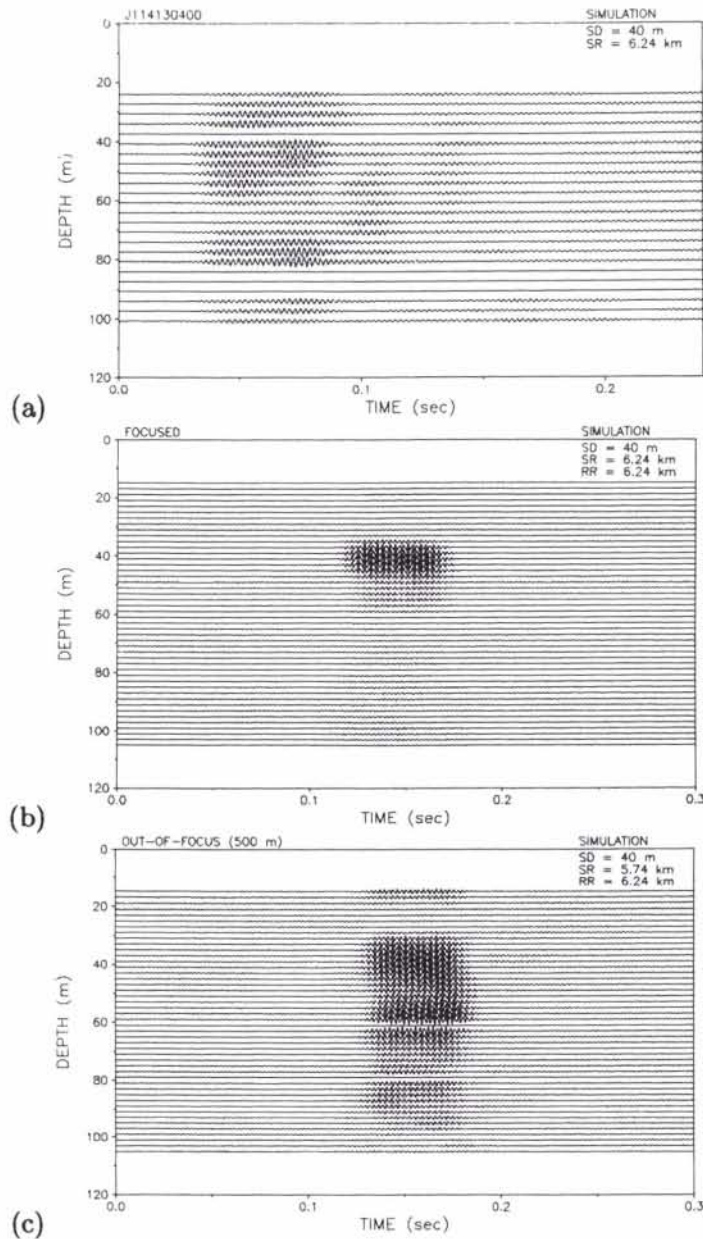 J114130400
SIMULATION
SD = 40 m
SR = 6.24 km
0
20
40
60
80
100
120
DEPTH (m)
0.0
0.1
0.2
TIME (sec)
(a)
FOCUSED
SIMULATION
SD = 40 m
SR = 6.24 km
RR = 6.24 km
0
20
40
60
80
100
120
DEPTH (m)
0.0
0.1
0.2
0.3
TIME (sec)
(b)
OUT-OF-FOCUS (500 m)
SIMULATION
SD = 40 m
SR = 5.74 km
RR = 6.24 km
0
20
40
60
80
100
120
DEPTH (m)
0.0
0.1
0.2
0.3
TIME (sec)
(c)